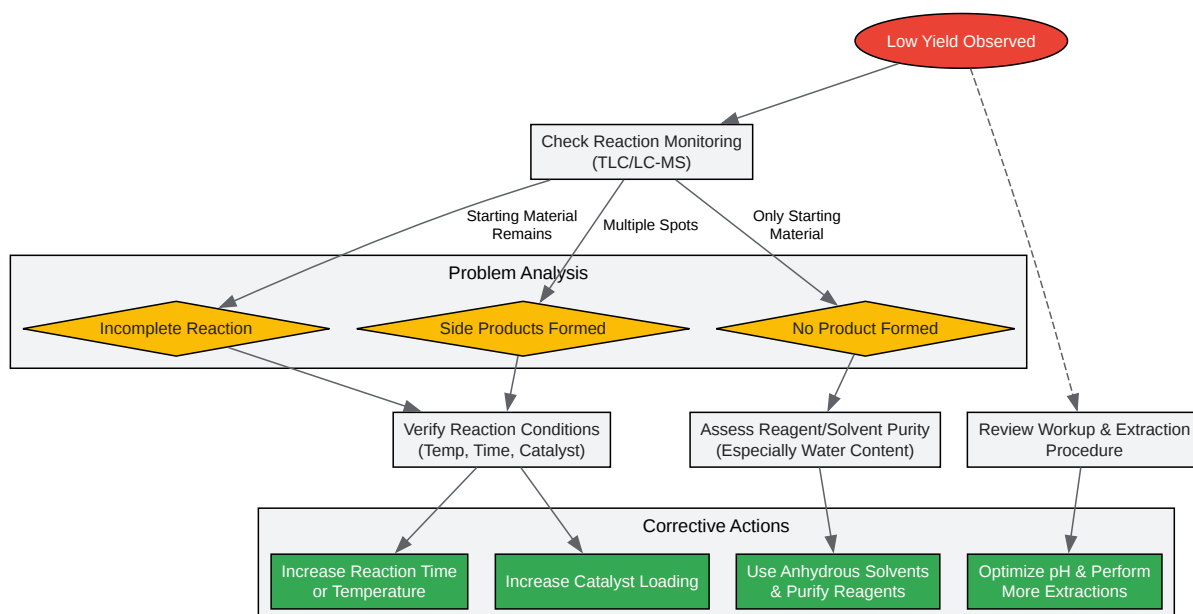 Low Yield Observed
Check Reaction Monitoring
(TLC/LC-MS)
Starting Material
Remains
Multiple Spots
Only Starting
Material
Problem Analysis
Incomplete Reaction
Side Products Formed
No Product Formed
Verify Reaction Conditions
(Temp, Time, Catalyst)
Assess Reagent/Solvent Purity
(Especially Water Content)
Review Workup & Extraction
Procedure
Corrective Actions
Increase Reaction Time
or Temperature
Increase Catalyst Loading
Use Anhydrous Solvents
& Purify Reagents
Optimize pH & Perform
More Extractions